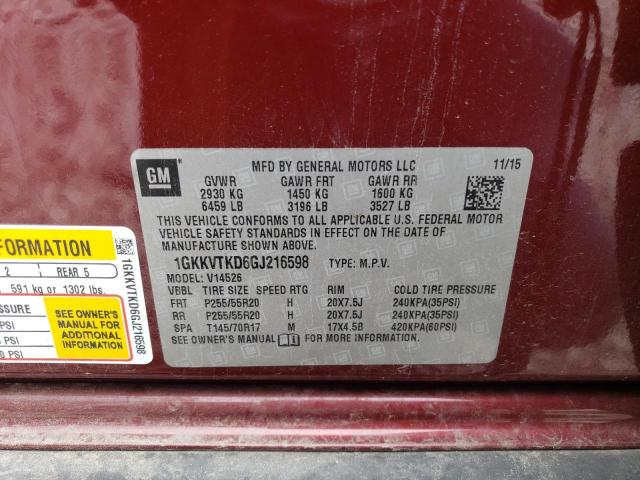 GM
MFD BY GENERAL MOTORS LLC 11/15
GVWR GAWR FRT GAWR RR
2930 KG 1450 KG 1600 KG
6459 LB 3196 LB 3527 LB
THIS VEHICLE CONFORMS TO ALL APPLICABLE U.S. FEDERAL MOTOR
VEHICLE SAFETY STANDARDS IN EFFECT ON THE DATE OF
MANUFACTURE SHOWN ABOVE.
1GKKVTKD6GJ216598 TYPE: M.P.V.
MODEL: V14526
VBBL TIRE SIZE SPEED RTG RIM COLD TIRE PRESSURE
FRT P255/55R20 H 20X7.5J 240KPA(35PSI)
RR P255/55R20 H 20X7.5J 240KPA(35PSI)
SPA T145/70R17 M 17X4.5B 420KPA(60PSI)
SEE OWNER'S MANUAL FOR MORE INFORMATION.
FORMATION
2 REAR 5
591 kg or 1302 lbs.
SSURE
PSI
PSI
PSI
SEE OWNER'S
MANUAL FOR
ADDITIONAL
INFORMATION
1GKKVTKD6GJ216598